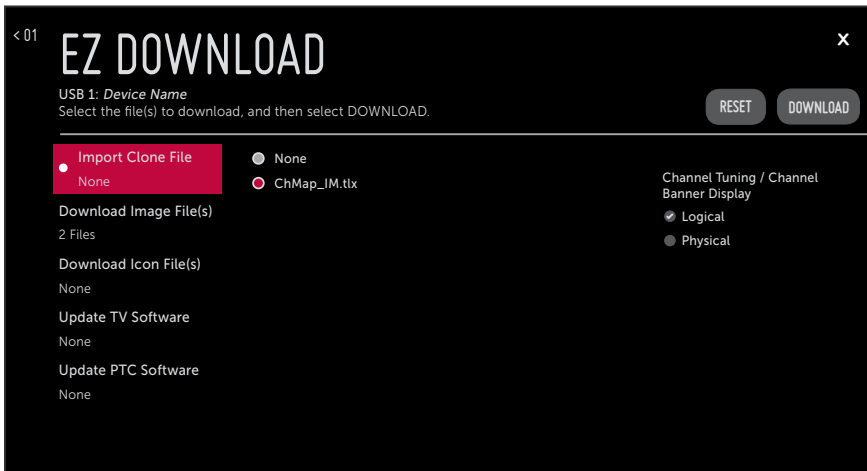 < 01
EZ DOWNLOAD
X
USB 1: Device Name
Select the file(s) to download, and then select DOWNLOAD.
RESET
DOWNLOAD
Import Clone File
None
Download Image File(s)
2 Files
Download Icon File(s)
None
Update TV Software
None
Update PTC Software
None
None
ChMap_IM.tlx
Channel Tuning / Channel
Banner Display
Logical
Physical